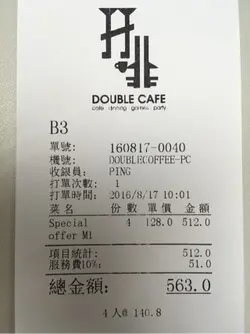 DOUBLE CAFE
cafe . dinning . games . party
B3
單號: 160817-0040
機號: DOUBLECOFFEE-PC
收銀員: PING
打單次數: 1
打單時間: 2016/8/17 10:01
菜名 份數 單價 金額
Special offer M1 4 128.0 512.0
項目統計: 512.0
服務費10%: 51.0
總金額: 563.0
4人@ 140.8